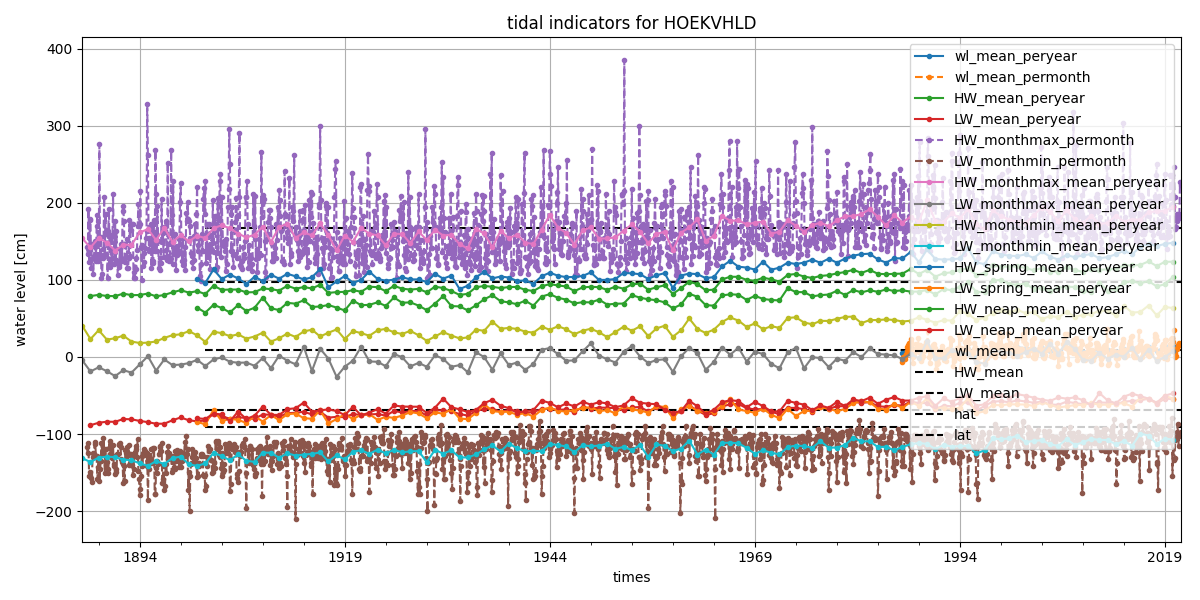 tidal indicators for HOEKVHLD
water level [cm]
400
300
200
100
0
−100
−200
1894
1919
1944
1969
1994
2019
times
wl_mean_peryear
wl_mean_permonth
HW_mean_peryear
LW_mean_peryear
HW_monthmax_permonth
LW_monthmin_permonth
HW_monthmax_mean_peryear
LW_monthmax_mean_peryear
HW_monthmin_mean_peryear
LW_monthmin_mean_peryear
HW_spring_mean_peryear
LW_spring_mean_peryear
HW_neap_mean_peryear
LW_neap_mean_peryear
wl_mean
HW_mean
LW_mean
hat
lat